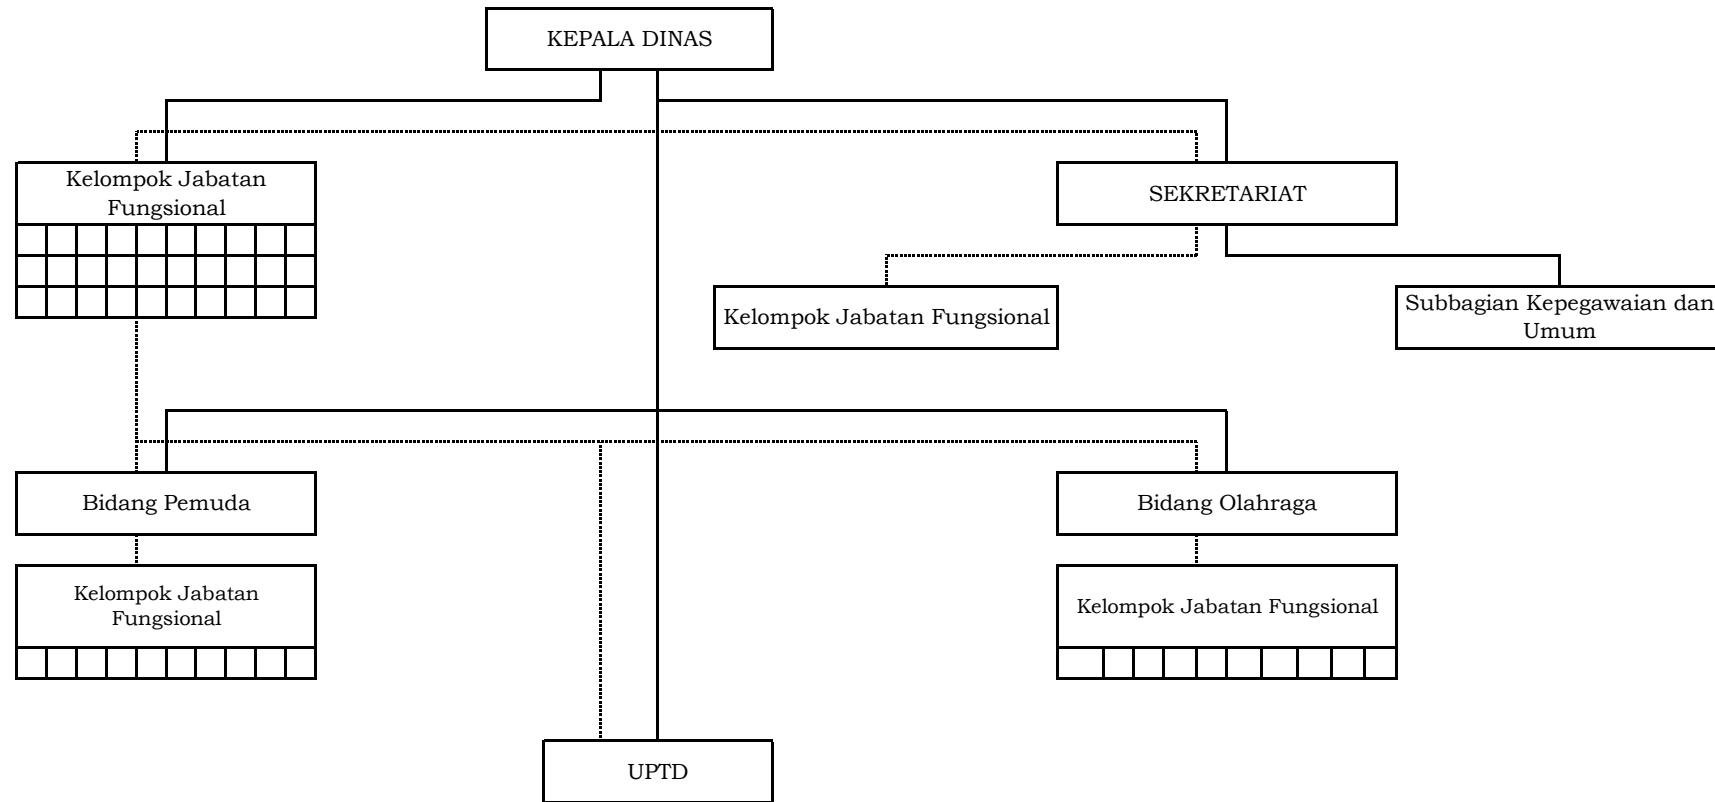 KEPALA DINAS
Kelompok Jabatan
Fungsional
SEKRETARIAT
Kelompok Jabatan Fungsional
Subbagian Kepegawaian dan
Umum
Bidang Pemuda
Bidang Olahraga
Kelompok Jabatan
Fungsional
Kelompok Jabatan Fungsional
UPTD